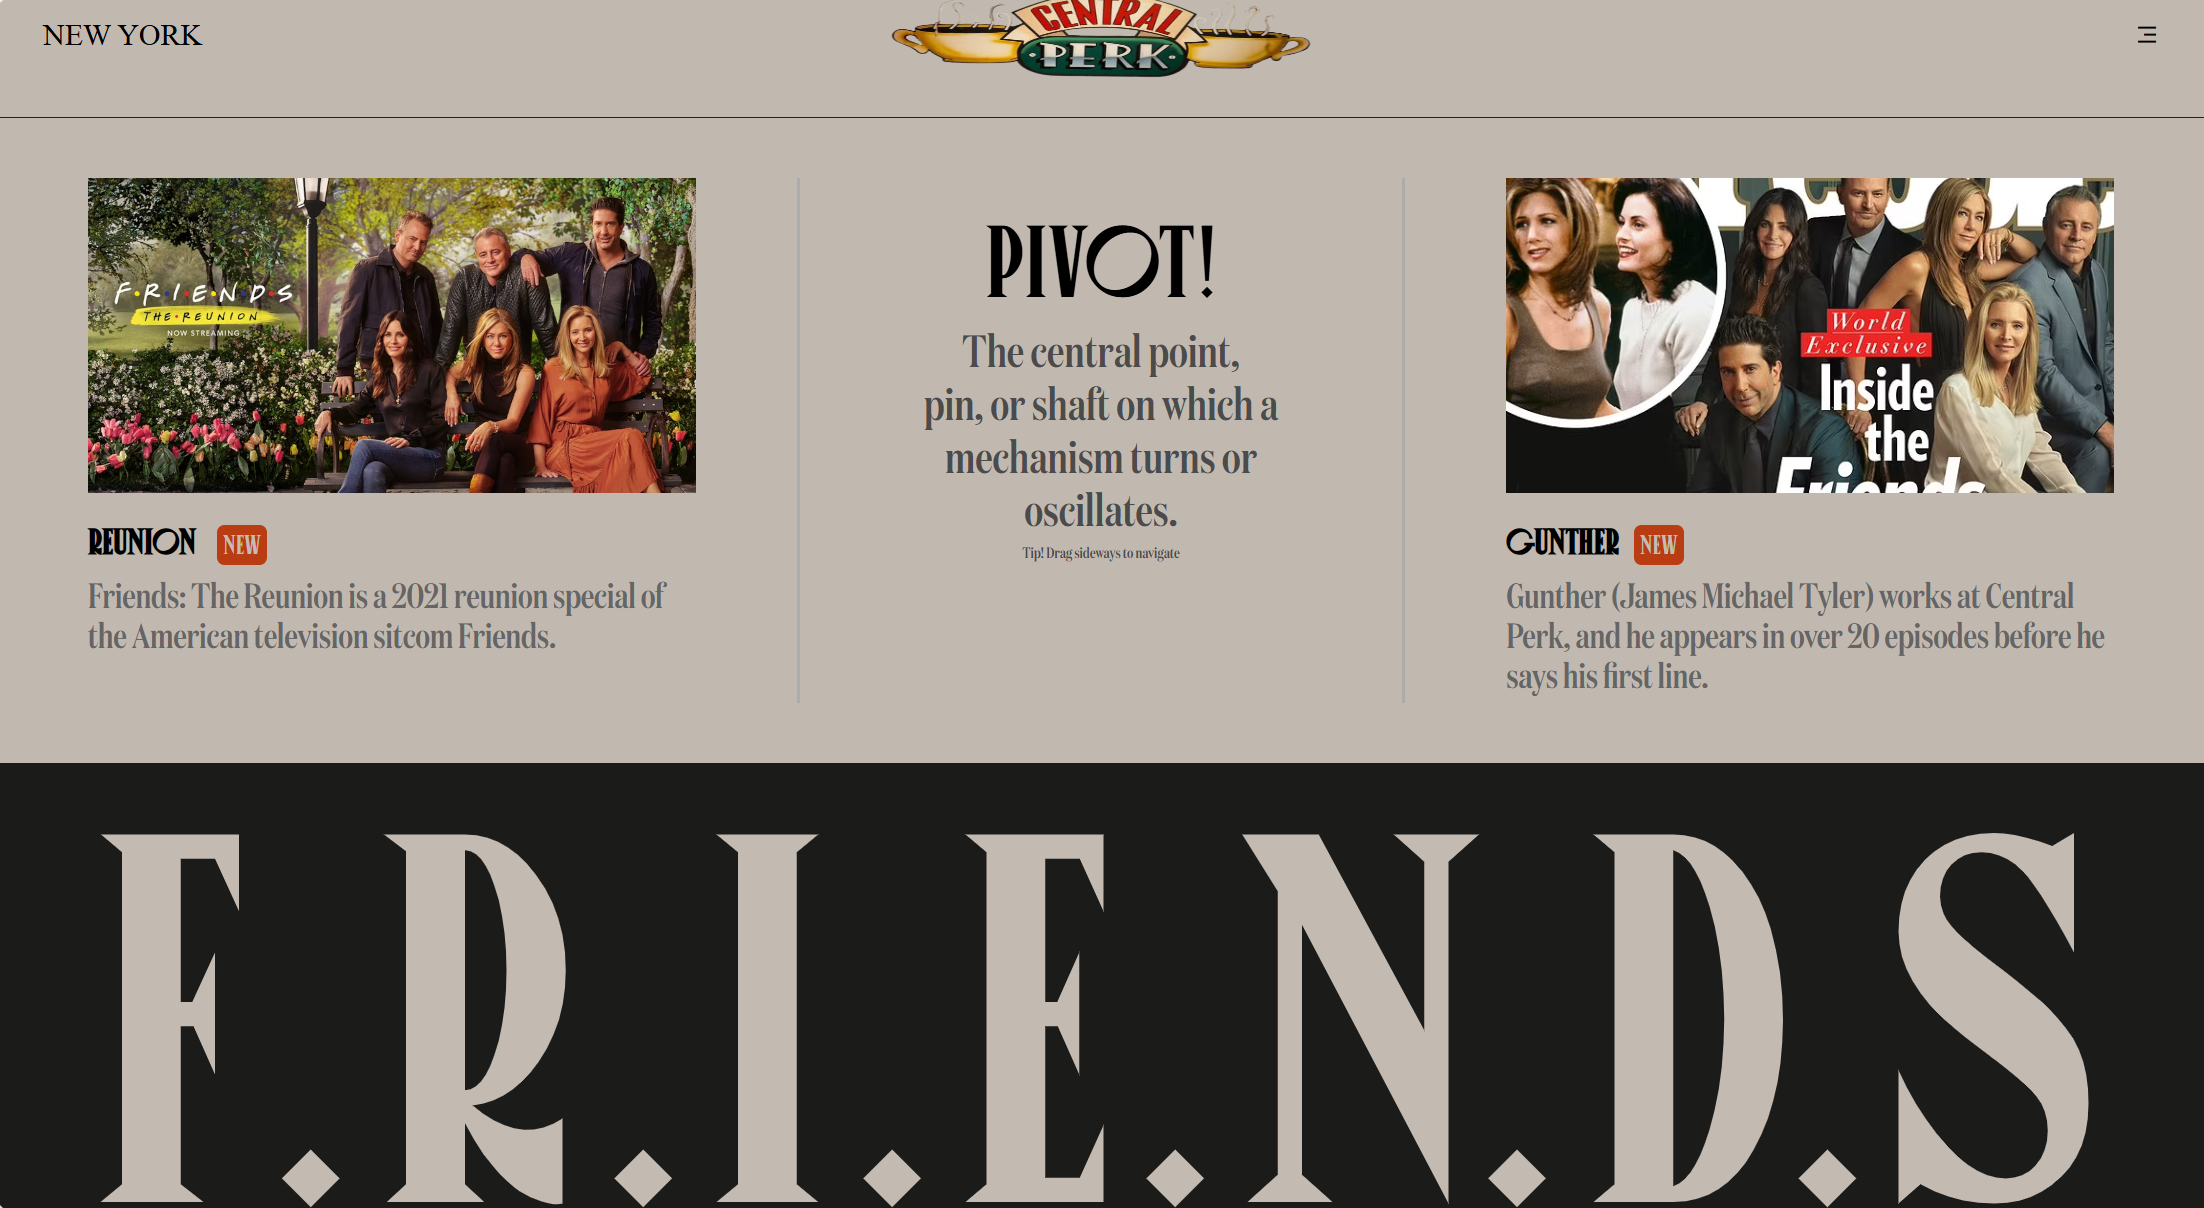 NEW YORK
CENTRAL
PERK
F·R·I·E·N·D·S
THE·REUNION
NOW STREAMING
REUNION
NEW
Friends: The Reunion is a 2021 reunion special of
the American television sitcom Friends.
PIVOT!
The central point,
pin, or shaft on which a
mechanism turns or
oscillates.
Tip! Drag sideways to navigate
World
Exclusive
Inside
the
Friends
GUNTHER
NEW
Gunther (James Michael Tyler) works at Central
Perk, and he appears in over 20 episodes before he
says his first line.
F.R.I.E.N.D.S